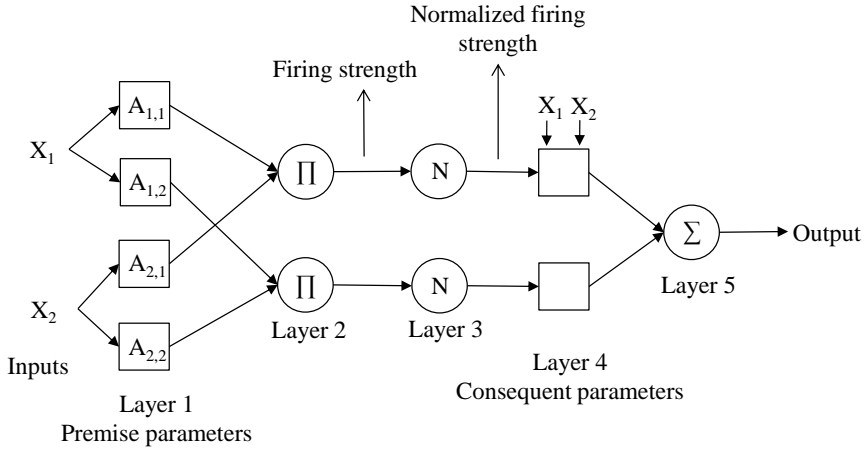 Normalized firing
strength
Firing strength
X₁ X₂
A₁,₁
X₁
A₁,₂
∏
N
A₂,₁
∑
Output
Layer 5
X₂
A₂,₂
∏
N
Layer 2
Layer 3
Inputs
Layer 4
Consequent parameters
Layer 1
Premise parameters